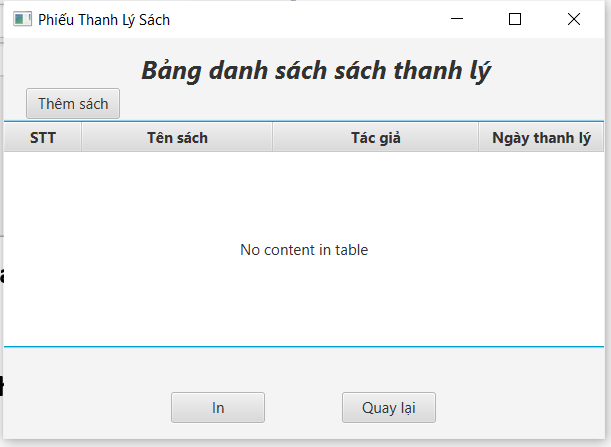 Phiếu Thanh Lý Sách
Bảng danh sách sách thanh lý
Thêm sách
STT Tên sách Tác giả Ngày thanh lý
No content in table
In Quay lại